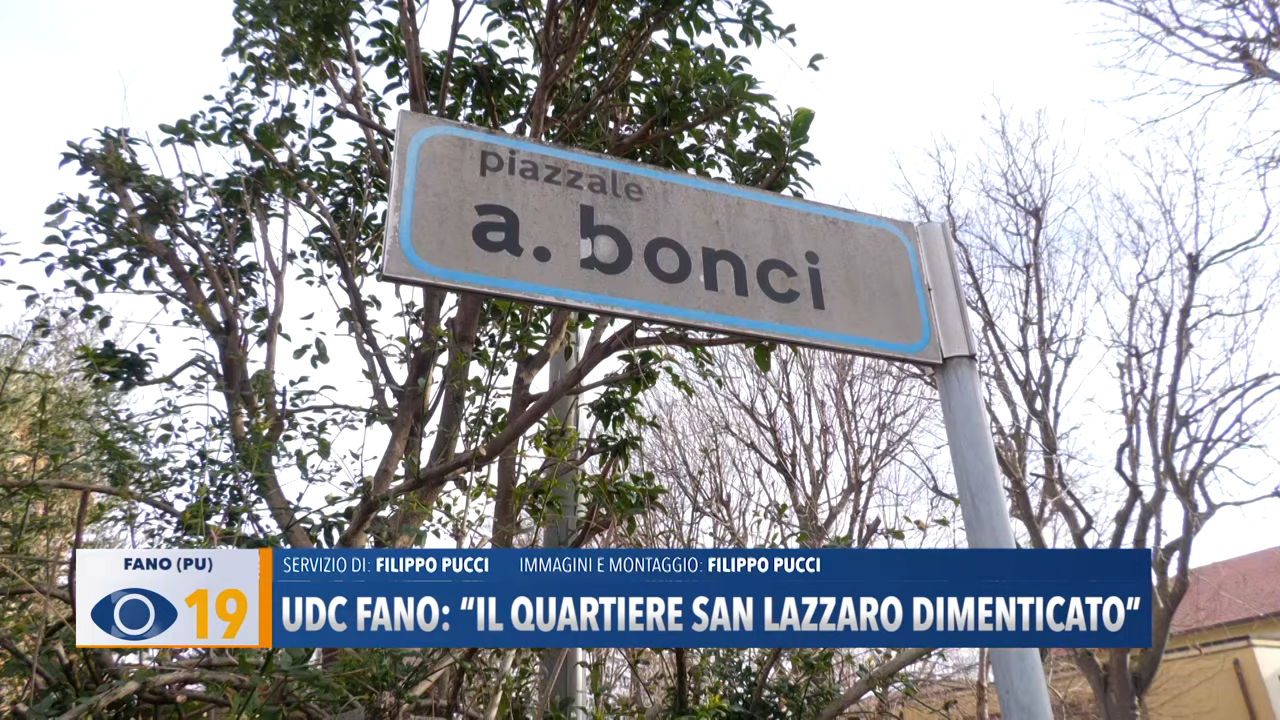 piazzale
a. bonci
FANO (PU)
19
SERVIZIO DI: FILIPPO PUCCI IMMAGINI E MONTAGGIO: FILIPPO PUCCI
UDC FANO: “IL QUARTIERE SAN LAZZARO DIMENTICATO”